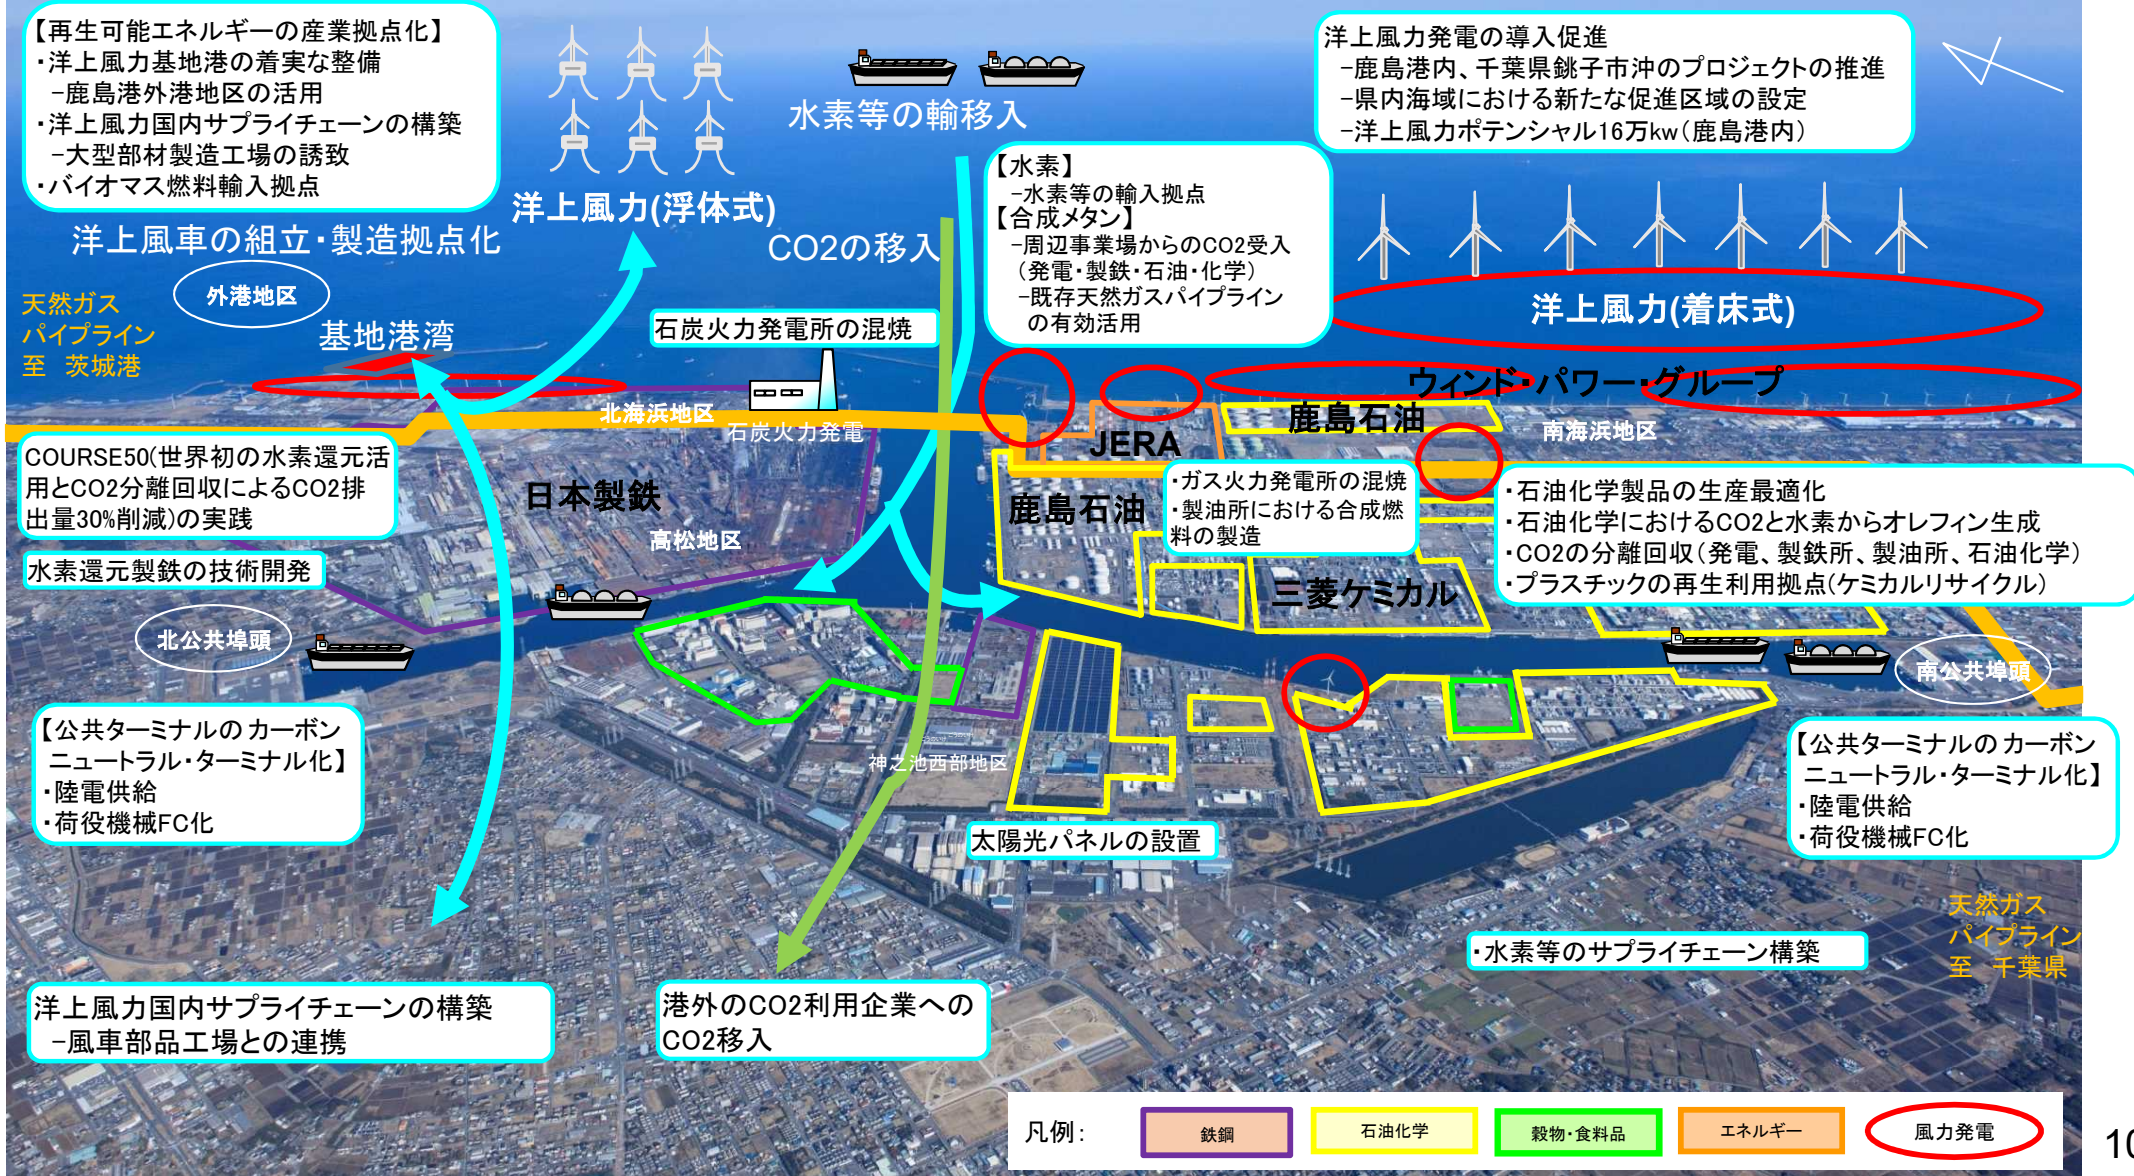 【再生可能エネルギーの産業拠点化】
・洋上風力基地港の着実な整備
－鹿島港外港地区の活用
・洋上風力国内サプライチェーンの構築
－大型部材製造工場の誘致
・バイオマス燃料輸入拠点
洋上風車の組立・製造拠点化
外港地区
天然ガス
パイプライン
至　茨城港
基地港湾
洋上風力(浮体式)
水素等の輸移入
CO2の移入
石炭火力発電所の混焼
【水素】
－水素等の輸入拠点
【合成メタン】
－周辺事業場からのCO2受入
（発電・製鉄・石油・化学）
－既存天然ガスパイプライン
の有効活用
洋上風力発電の導入促進
－鹿島港内、千葉県銚子市沖のプロジェクトの推進
－県内海域における新たな促進区域の設定
－洋上風力ポテンシャル16万kw（鹿島港内）
洋上風力(着床式)
ウィンド・パワー・グループ
北海浜地区
石炭火力発電
JERA
鹿島石油
南海浜地区
COURSE50(世界初の水素還元活
用とCO2分離回収によるCO2排
出量30%削減)の実践
日本製鉄
高松地区
鹿島石油
・ガス火力発電所の混焼
・製油所における合成燃
料の製造
・石油化学製品の生産最適化
・石油化学におけるCO2と水素からオレフィン生成
・CO2の分離回収（発電、製鉄所、製油所、石油化学）
・プラスチックの再生利用拠点(ケミカルリサイクル)
水素還元製鉄の技術開発
三菱ケミカル
北公共埠頭
南公共埠頭
【公共ターミナルのカーボン
ニュートラル・ターミナル化】
・陸電供給
・荷役機械FC化
神之池西部地区
【公共ターミナルのカーボン
ニュートラル・ターミナル化】
・陸電供給
・荷役機械FC化
太陽光パネルの設置
天然ガス
パイプライン
至　千葉県
・水素等のサプライチェーン構築
洋上風力国内サプライチェーンの構築
－風車部品工場との連携
港外のCO2利用企業への
CO2移入
凡例：
鉄鋼
石油化学
穀物・食料品
エネルギー
風力発電
10